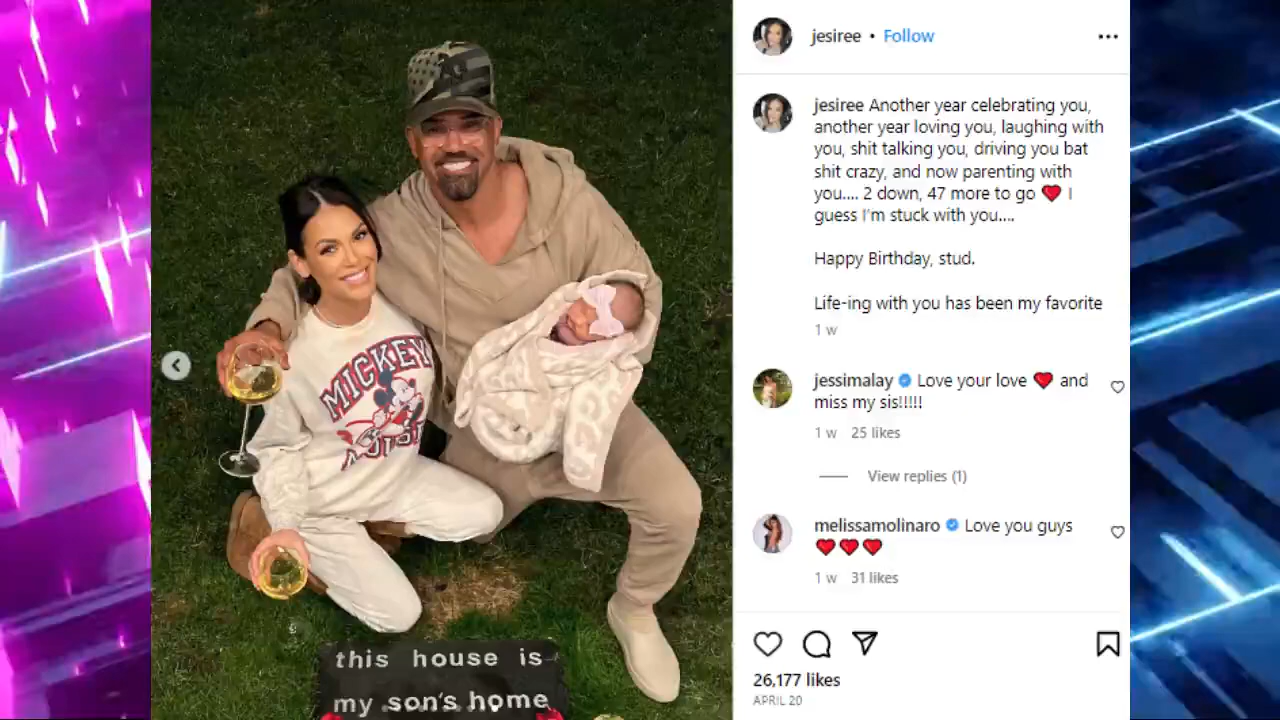 jesiree • Follow
jesiree Another year celebrating you,
another year loving you, laughing with
you, shit talking you, driving you bat
shit crazy, and now parenting with
you.... 2 down, 47 more to go ❤️ I
guess I'm stuck with you....
Happy Birthday, stud.
Life-ing with you has been my favorite
1 w
jessimalay Love your love ❤️ and
miss my sis!!!!!
1 w 25 likes
View replies (1)
melissamolinaro Love you guys
❤️❤️❤️
1 w 31 likes
26,177 likes
APRIL 20
MICKEY
MOUSE
this house is
my son's home